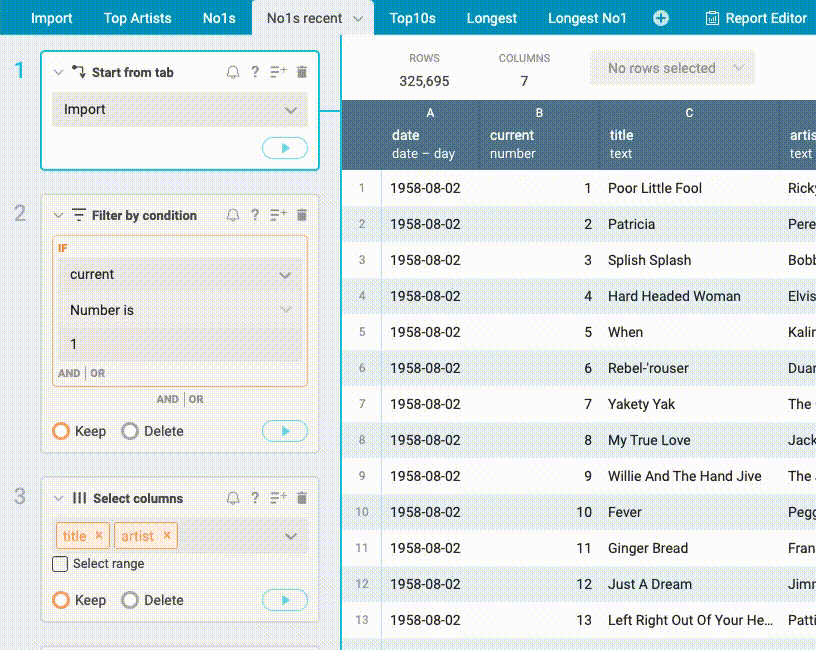 Import Top Artists No1s No1s recent Top10s Longest Longest No1 Report Editor
1 Start from tab ?
Import
2 Filter by condition ?
IF
current
Number is
1
AND | OR
AND | OR
Keep Delete
3 Select columns ?
title × artist ×
Select range
Keep Delete
ROWS COLUMNS
325,695 7
No rows selected
A B C
date current title artis
date – day number text text
1 1958-08-02 1 Poor Little Fool Ricky
2 1958-08-02 2 Patricia Pere
3 1958-08-02 3 Splish Splash Bobb
4 1958-08-02 4 Hard Headed Woman Elvis
5 1958-08-02 5 When Kalin
6 1958-08-02 6 Rebel-'rouser Duan
7 1958-08-02 7 Yakety Yak The
8 1958-08-02 8 My True Love Jack
9 1958-08-02 9 Willie And The Hand Jive The
10 1958-08-02 10 Fever Pegg
11 1958-08-02 11 Ginger Bread Fran
12 1958-08-02 12 Just A Dream Jimm
13 1958-08-02 13 Left Right Out Of Your He... Patti